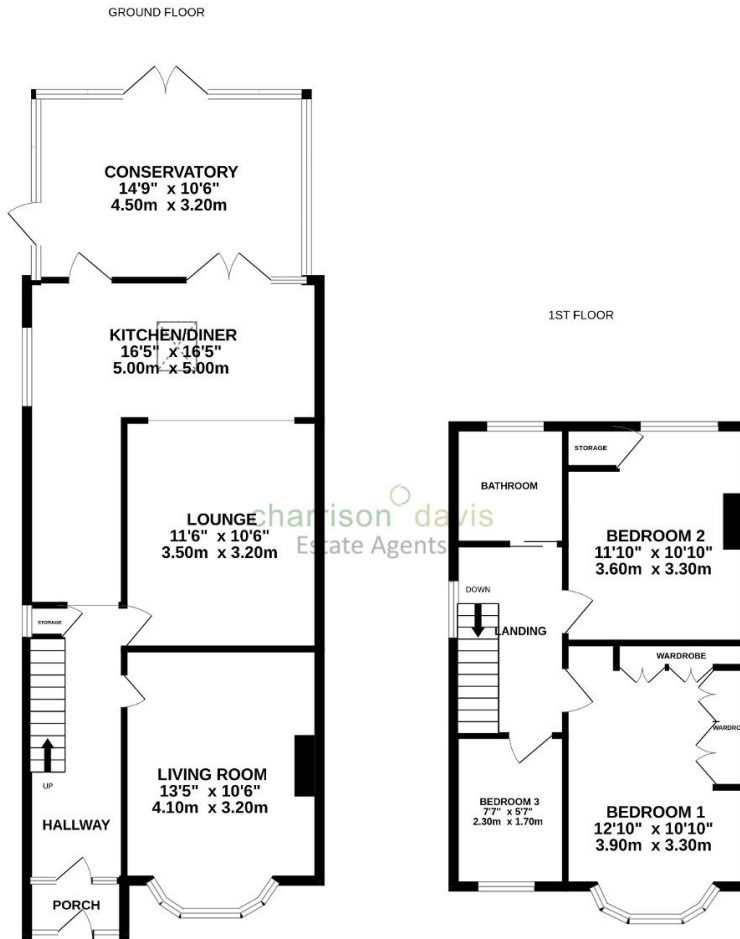 GROUND FLOOR
CONSERVATORY
14'9" x 10'6"
4.50m x 3.20m
KITCHEN/DINER
16'5" x 16'5"
5.00m x 5.00m
LOUNGE
11'6" x 10'6"
3.50m x 3.20m
STORAGE
UP
LIVING ROOM
13'5" x 10'6"
4.10m x 3.20m
HALLWAY
PORCH
charrison davis
Estate Agents
1ST FLOOR
STORAGE
BATHROOM
BEDROOM 2
11'10" x 10'10"
3.60m x 3.30m
DOWN
LANDING
WARDROBE
WARDRO
BEDROOM 3
7'7" x 5'7"
2.30m x 1.70m
BEDROOM 1
12'10" x 10'10"
3.90m x 3.30m